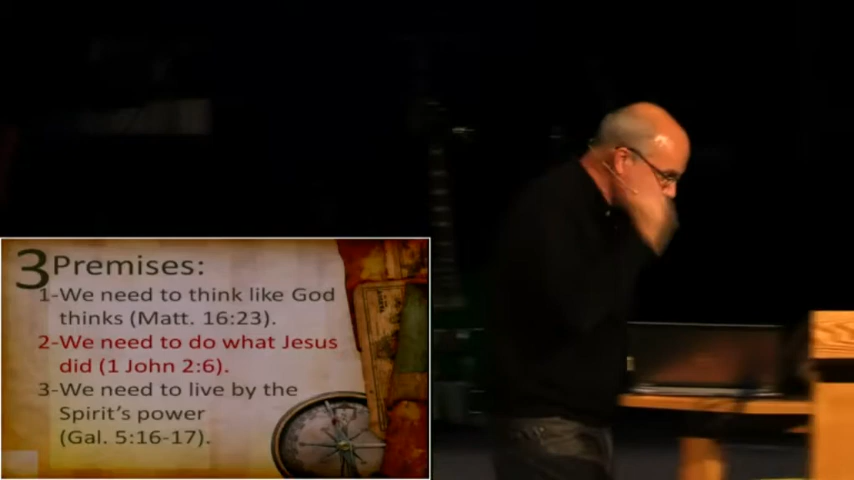 3 Premises:
1-We need to think like God
thinks (Matt. 16:23).
2-We need to do what Jesus
did (1 John 2:6).
3-We need to live by the
Spirit's power
(Gal. 5:16-17).